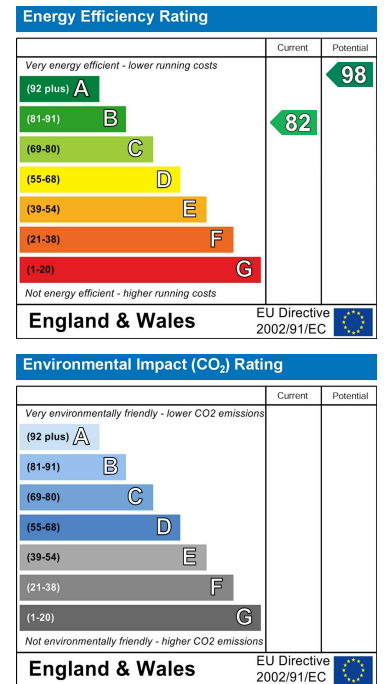 Energy Efficiency Rating
Current Potential
Very energy efficient - lower running costs
(92 plus) A
98
(81-91) B
82
(69-80) C
(55-68) D
(39-54) E
(21-38) F
(1-20) G
Not energy efficient - higher running costs
England & Wales
EU Directive
2002/91/EC
Environmental Impact (CO₂) Rating
Current Potential
Very environmentally friendly - lower CO2 emissions
(92 plus) A
(81-91) B
(69-80) C
(55-68) D
(39-54) E
(21-38) F
(1-20) G
Not environmentally friendly - higher CO2 emissions
England & Wales
EU Directive
2002/91/EC